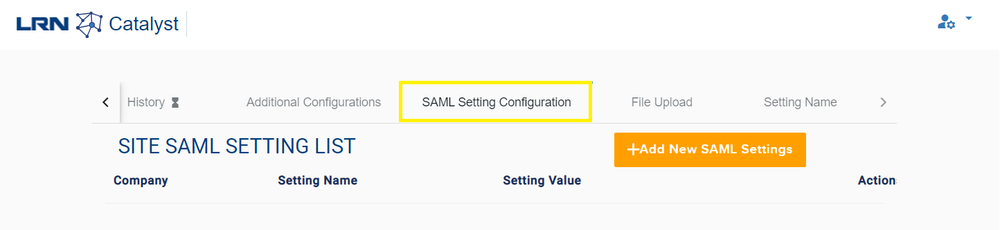 LRN Catalyst
History Additional Configurations SAML Setting Configuration File Upload Setting Name
SITE SAML SETTING LIST
+Add New SAML Settings
Company Setting Name Setting Value Action